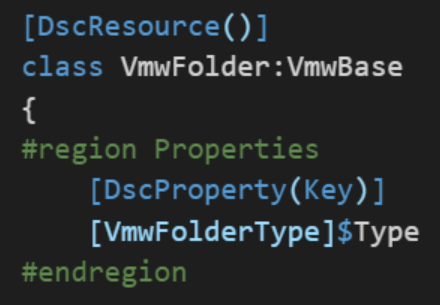 [DscResource()]
class VmwFolder:VmwBase
{
#region Properties
[DscProperty(Key)]
[VmwFolderType]$Type
#endregion